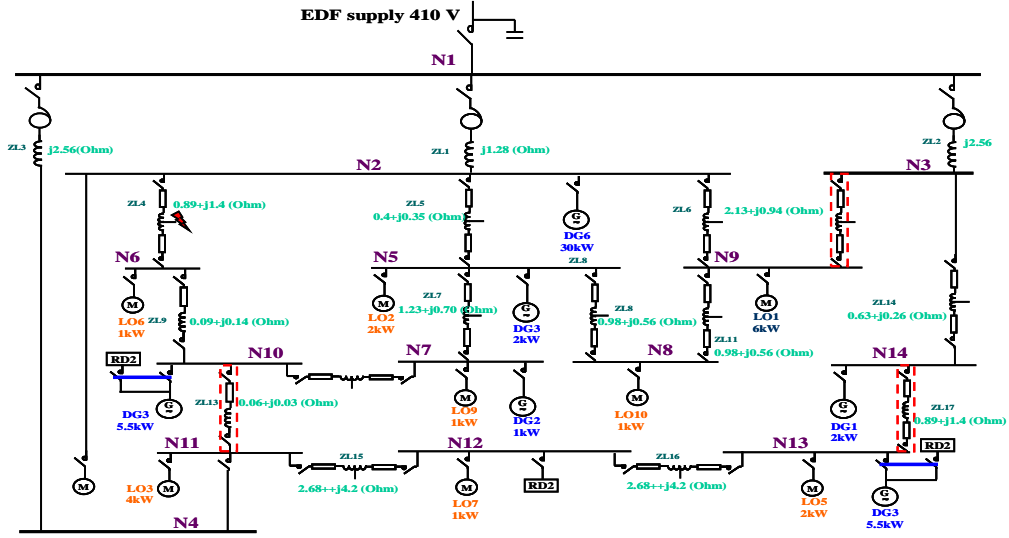 EDF supply 410 V
N1
ZL3
j2.56(Ohm)
ZL1
j1.28 (Ohm)
ZL2
j2.56
N2
N3
ZL4
0.89+j1.4 (Ohm)
ZL5
0.4+j0.35(Ohm)
G
DG6
30kW
ZL6
2.13+j0.94 (Ohm)
N6
N5
ZL8
N9
M
LO6
1kW
ZL9
0.09+j0.14 (Ohm)
M
LO2
2kW
ZL7
1.23+j0.70 (Ohm)
G
DG3
2kW
ZL8
0.98+j0.56 (Ohm)
M
LO1
6kW
ZL11
0.98+j0.56 (Ohm)
ZL14
0.63+j0.26 (Ohm)
N10
N7
N8
N14
RD2
G
DG3
5.5kW
ZL13
0.06+j0.03 (Ohm)
M
LO9
1kW
G
DG2
1kW
M
LO10
1kW
G
DG1
2kW
ZL17
0.89+j1.4 (Ohm)
N11
N12
N13
RD2
M
M
LO3
4kW
ZL15
2.68++j4.2 (Ohm)
M
LO7
1kW
RD2
ZL16
2.68++j4.2 (Ohm)
M
LO5
2kW
G
DG3
5.5kW
N4